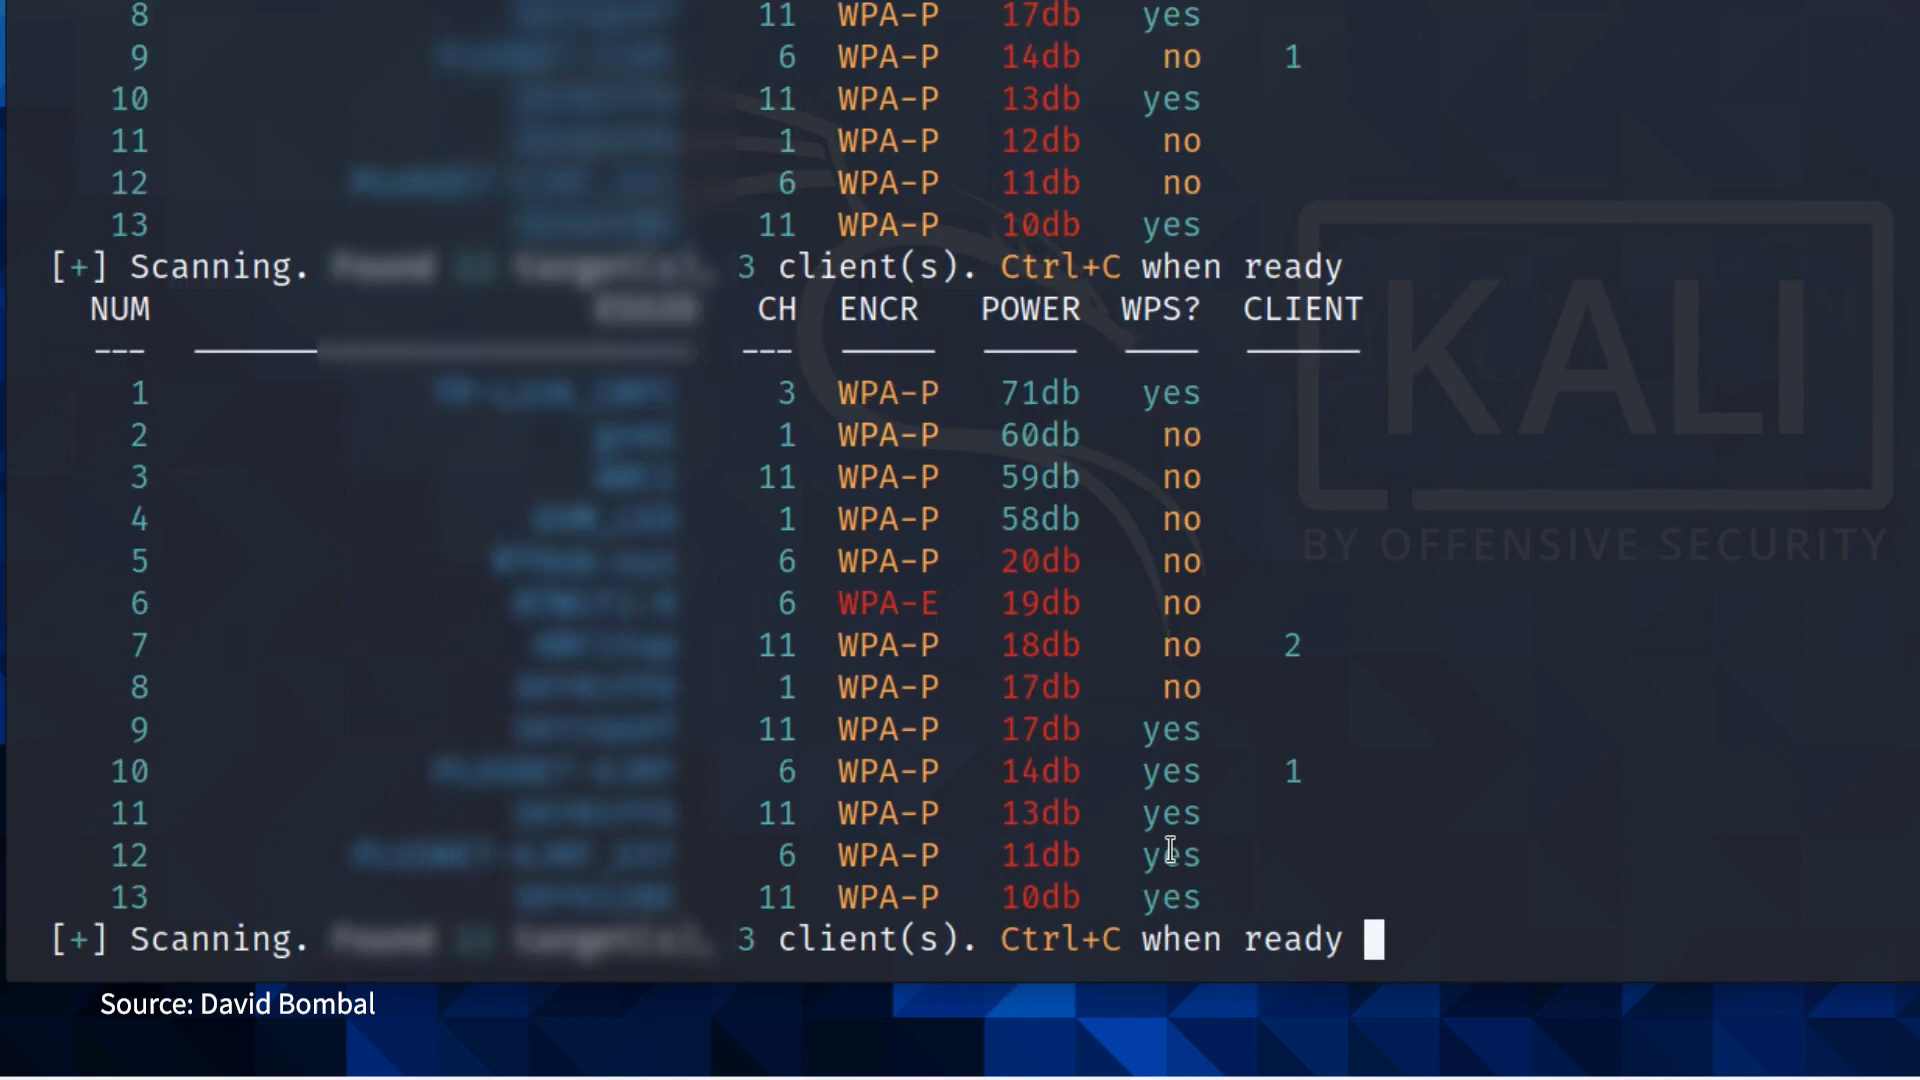 8 11 WPA-P 17db yes
9 6 WPA-P 14db no 1
10 11 WPA-P 13db yes
11 1 WPA-P 12db no
12 6 WPA-P 11db no
13 11 WPA-P 10db yes
[+] Scanning. 3 client(s). Ctrl+C when ready
NUM CH ENCR POWER WPS? CLIENT
1 3 WPA-P 71db yes
2 1 WPA-P 60db no
3 11 WPA-P 59db no
4 1 WPA-P 58db no
5 6 WPA-P 20db no
6 6 WPA-E 19db no
7 11 WPA-P 18db no 2
8 1 WPA-P 17db no
9 11 WPA-P 17db yes
10 6 WPA-P 14db yes 1
11 11 WPA-P 13db yes
12 6 WPA-P 11db yes
13 11 WPA-P 10db yes
[+] Scanning. 3 client(s). Ctrl+C when ready
KALI
BY OFFENSIVE SECURITY
Source: David Bombal